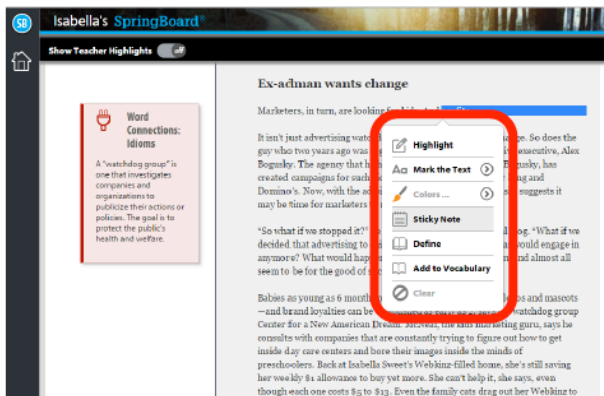 SB
Isabella's SpringBoard
Show Teacher Highlights off
Word
Connections:
Idioms
A "watchdog group" is
one that investigates
companies and
organizations to
publicize their actions or
policies. The goal is to
protect the public's
health and welfare.
Ex-adman wants change
Marketers, in turn, are looking
It isn't just advertising So does the
guy who two years ago was executive, Alex
Bogusky. The agency that Bogusky, has
created campaigns for such and
Domino's. Now, with the suggests it
may be time for marketers
"So what if we stopped it?" "What if we
decided that advertising to would engage in
anymore? What would and almost all
seem to be for the good of
Babies as young as 6 and mascots
—and brand loyalties can be watchdog group
Center for a New American Dream. McNeal, the kids marketing guru, says he
consults with companies that are constantly trying to figure out how to get
inside day care centers and bore their images inside the minds of
preschoolers. Back at Isabella Sweet's Webkinz-filled home, she's still saving
her weekly $1 allowance to buy yet more. She can't help it, she says, even
though each one costs $5 to $13. Even the family cats drag out her Webkinz to
Highlight
Aa Mark the Text
Colors ...
Sticky Note
Define
Add to Vocabulary
Clear